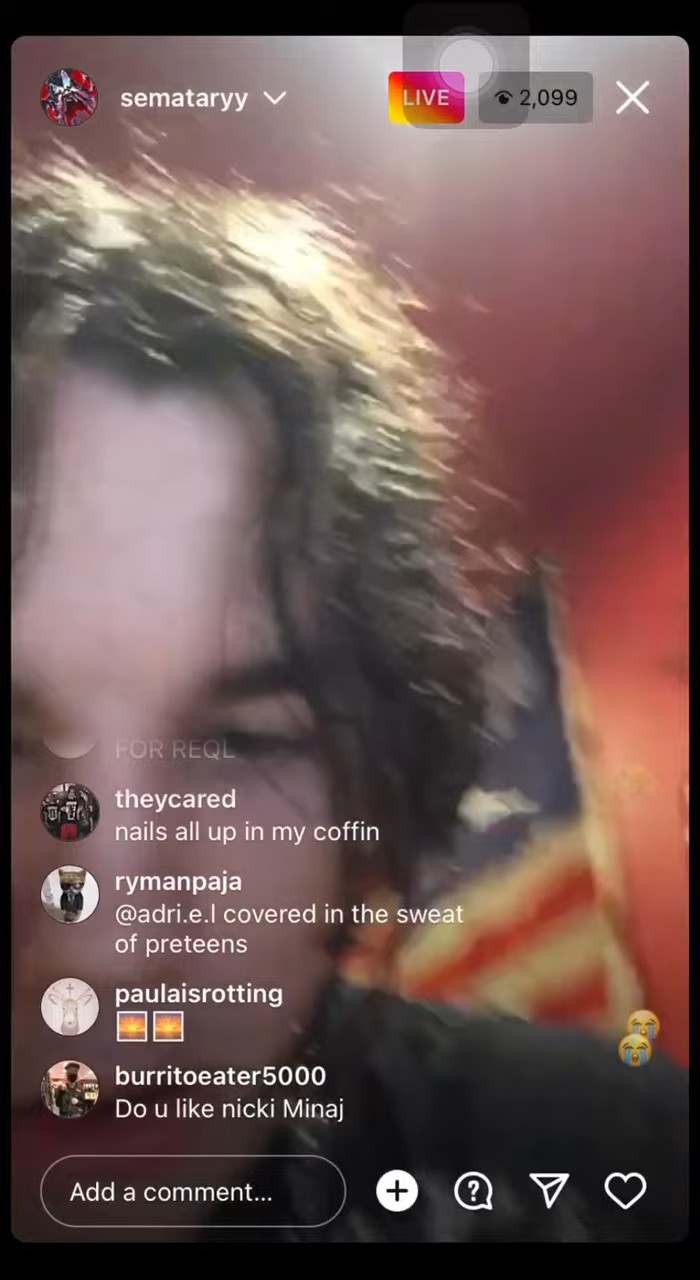 sematary​y
LIVE
2,099
FOR REQL
theycared
nails all up in my coffin
rymanpaja
@adri.e.l covered in the sweat
of preteens
paulaisrotting
🌅🌅
burritoeater5000
Do u like nicki Minaj
Add a comment...